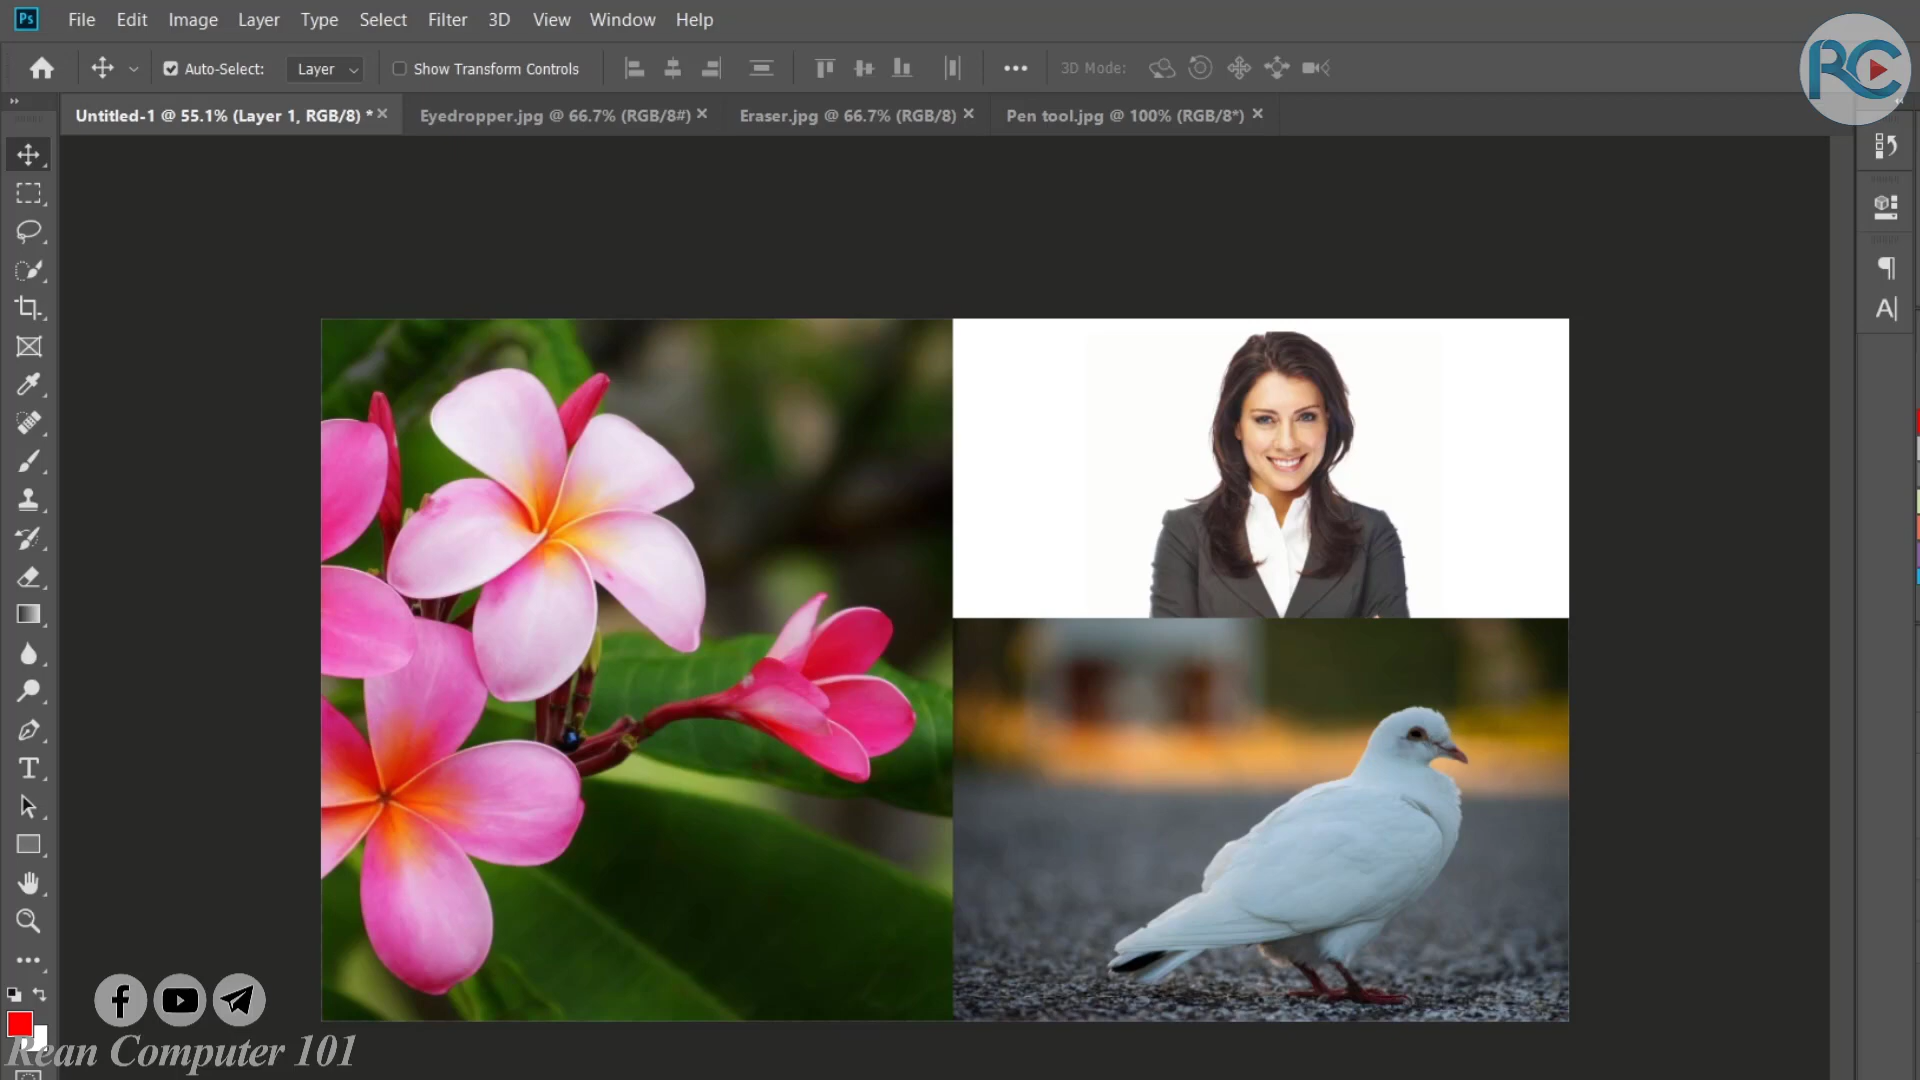 Ps File Edit Image Layer Type Select Filter 3D View Window Help
Auto-Select: Layer Show Transform Controls 3D Mode:
RC
Untitled-1 @ 55.1% (Layer 1, RGB/8) * Eyedropper.jpg @ 66.7% (RGB/8#) Eraser.jpg @ 66.7% (RGB/8) Pen tool.jpg @ 100% (RGB/8*)
Rean Computer 101